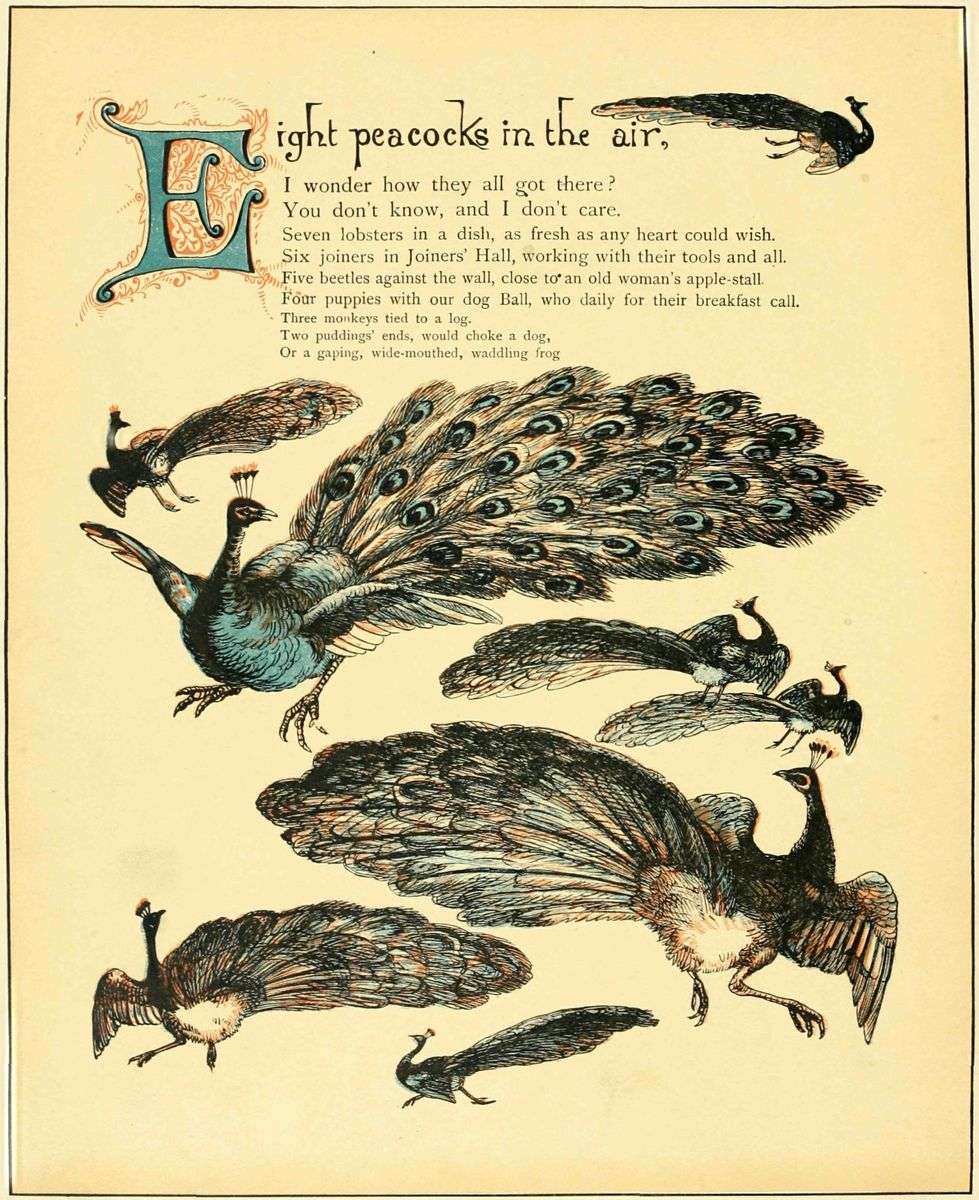 Eight peacocks in the air,
I wonder how they all got there?
You don't know, and I don't care.
Seven lobsters in a dish, as fresh as any heart could wish.
Six joiners in Joiners' Hall, working with their tools and all.
Five beetles against the wall, close to an old woman's apple-stall.
Four puppies with our dog Ball, who daily for their breakfast call.
Three monkeys tied to a log.
Two puddings' ends, would choke a dog,
Or a gaping, wide-mouthed, waddling frog